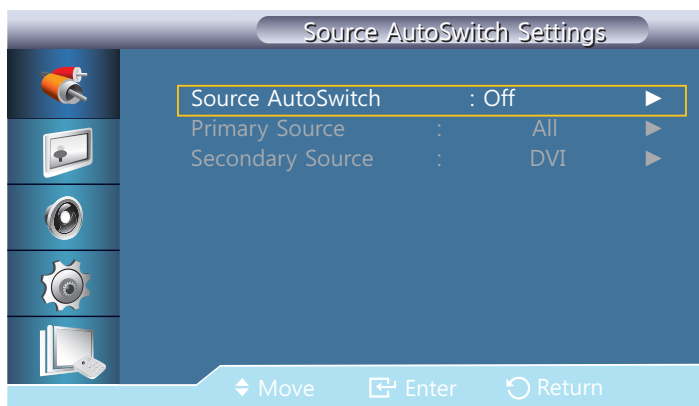 Source AutoSwitch Settings
Source AutoSwitch : Off
Primary Source : All
Secondary Source : DVI
Move Enter Return